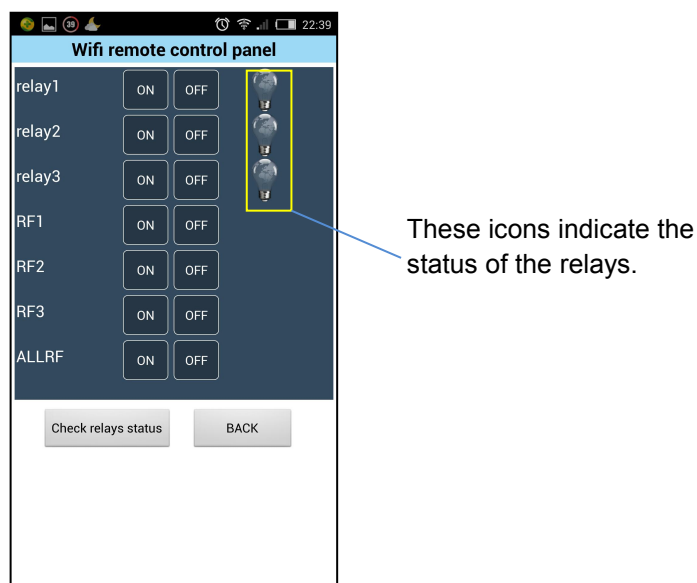 39
22:39
Wifi remote control panel
relay1 ON OFF
relay2 ON OFF
relay3 ON OFF
RF1 ON OFF
RF2 ON OFF
RF3 ON OFF
ALLRF ON OFF
Check relays status BACK
These icons indicate the
status of the relays.